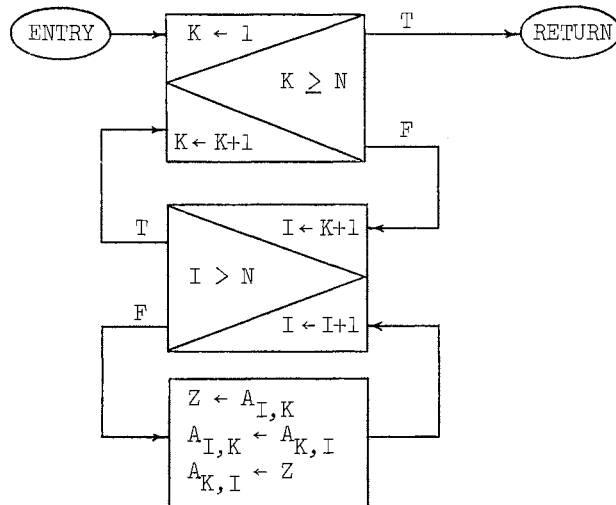 ENTRY
K ← 1
T
RETURN
K ≥ N
K ← K+1
F
I ← K+1
T
I > N
F
I ← I+1
Z ← A_{I,K}
A_{I,K} ← A_{K,I}
A_{K,I} ← Z